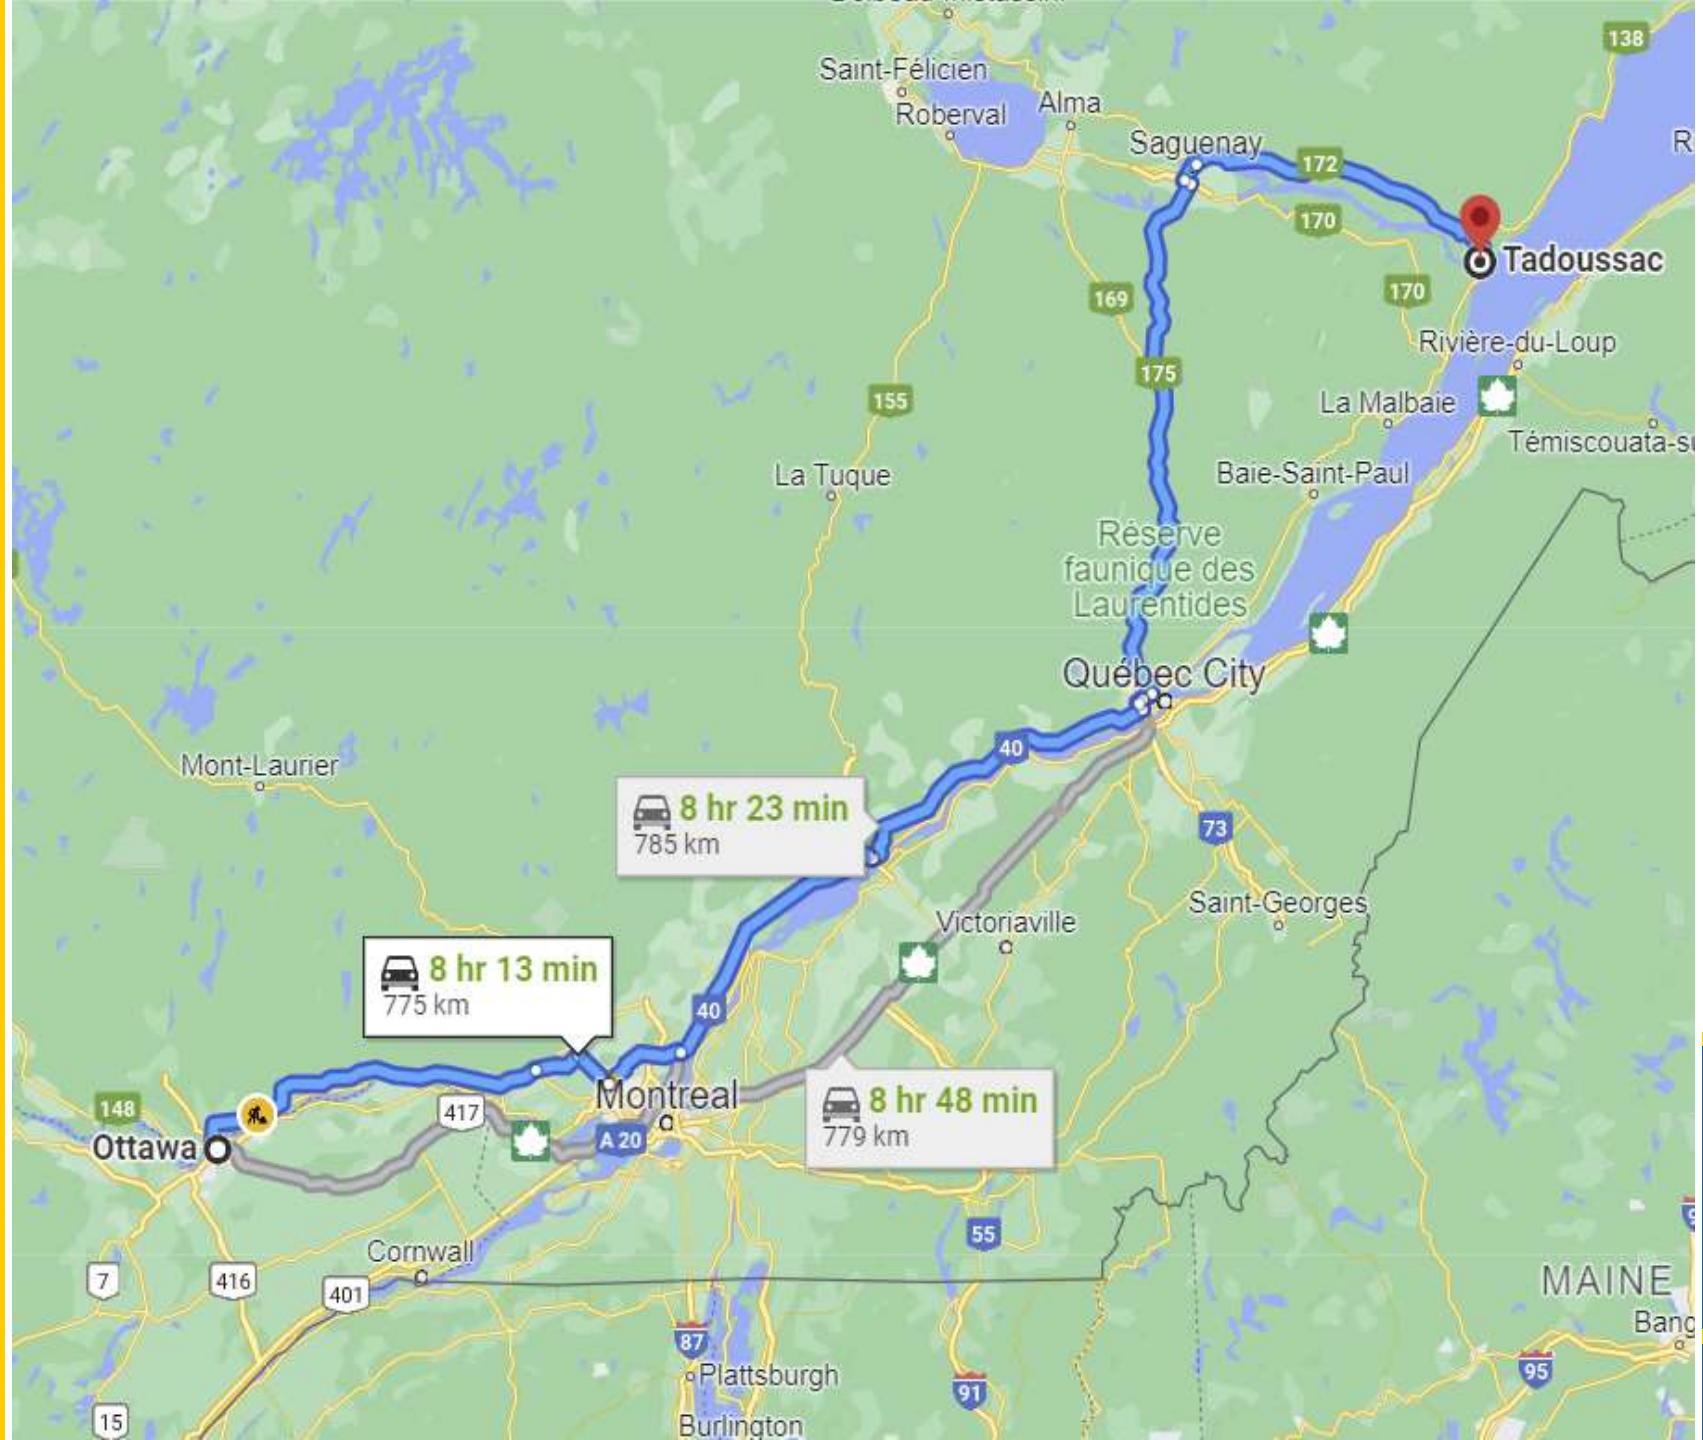 138
Saint-Félicien
Roberval
Alma
Saguenay
172
170
Tadoussac
170
169
Rivière-du-Loup
175
155
La Malbaie
La Tuque
Baie-Saint-Paul
Réserve
faunique des
Laurentides
Québec City
40
Mont-Laurier
8 hr 23 min
785 km
73
Saint-Georges
Victoriaville
8 hr 13 min
775 km
40
Montreal
8 hr 48 min
779 km
148
417
Ottawa
A 20
55
Cornwall
7
416
401
MAINE
87
95
Plattsburgh
91
15
Burlington